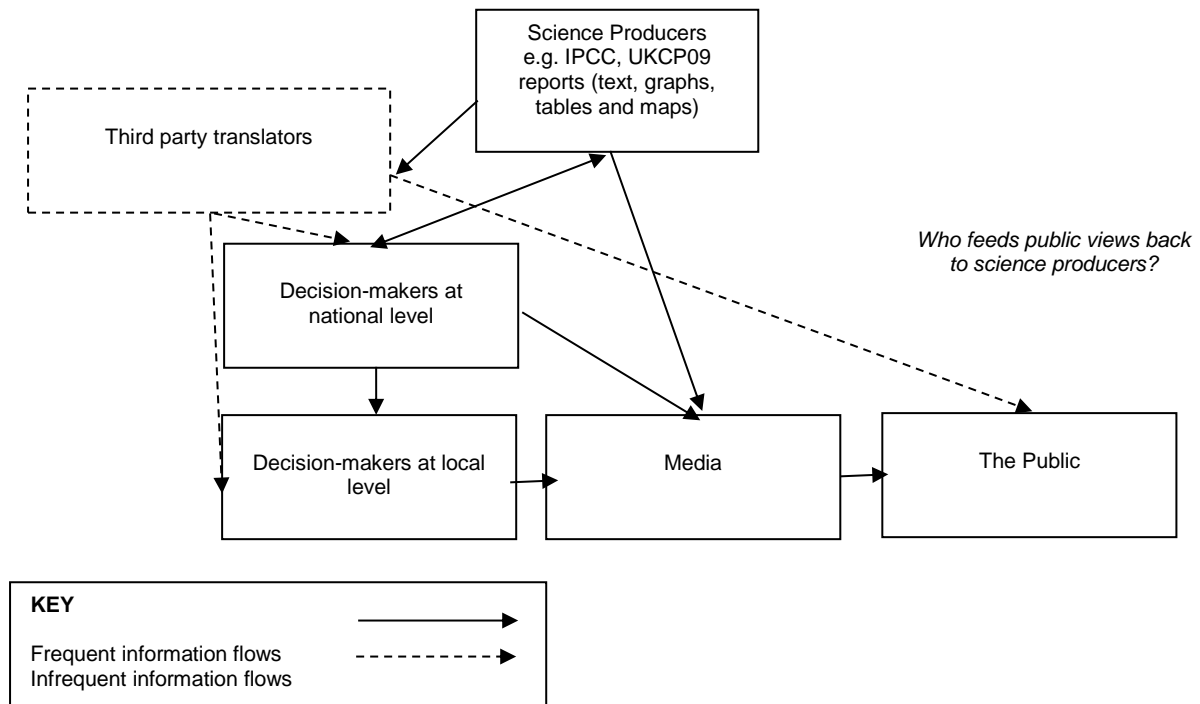 Science Producers
e.g. IPCC, UKCP09
reports (text, graphs,
tables and maps)
Third party translators
Who feeds public views back
to science producers?
Decision-makers at
national level
Decision-makers at local
level
Media
The Public
KEY
Frequent information flows
Infrequent information flows